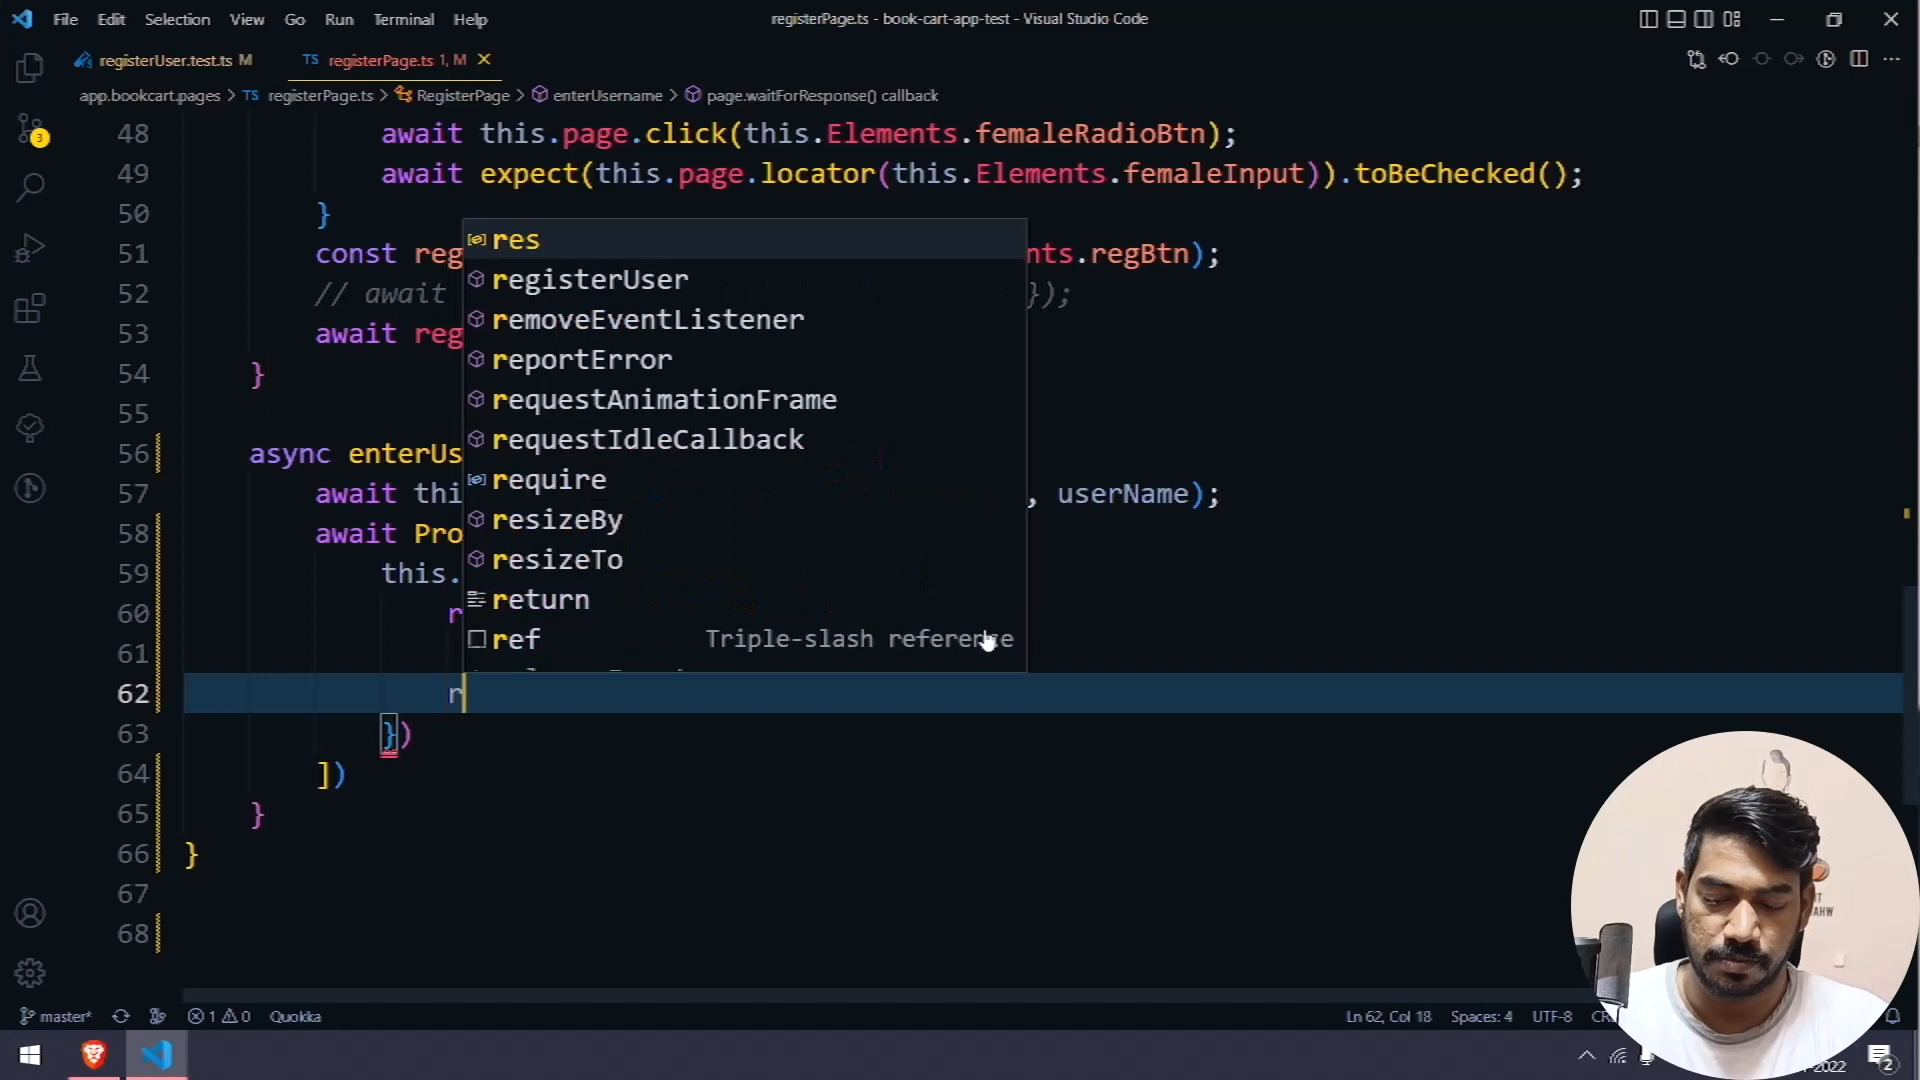 File Edit Selection View Go Run Terminal Help registerPage.ts - book-cart-app-test - Visual Studio Code
registerUser.test.ts M TS registerPage.ts 1, M
app.bookcart.pages > TS registerPage.ts > RegisterPage > enterUsername > page.waitForResponse() callback
48 await this.page.click(this.Elements.femaleRadioBtn);
49 await expect(this.page.locator(this.Elements.femaleInput)).toBeChecked();
50 }
51 const reg nts.regBtn);
52 // await });
53 await reg
54 }
55
56 async enterUs
57 await thi , userName);
58 await Pro
59 this.
60 r
61
62 r
63 })
64 ])
65 }
66 }
67
68
res
registerUser
removeEventListener
reportError
requestAnimationFrame
requestIdleCallback
require
resizeBy
resizeTo
return
ref Triple-slash reference
3
master* 1 0 Quokka Ln 62, Col 18 Spaces: 4 UTF-8
2022 2